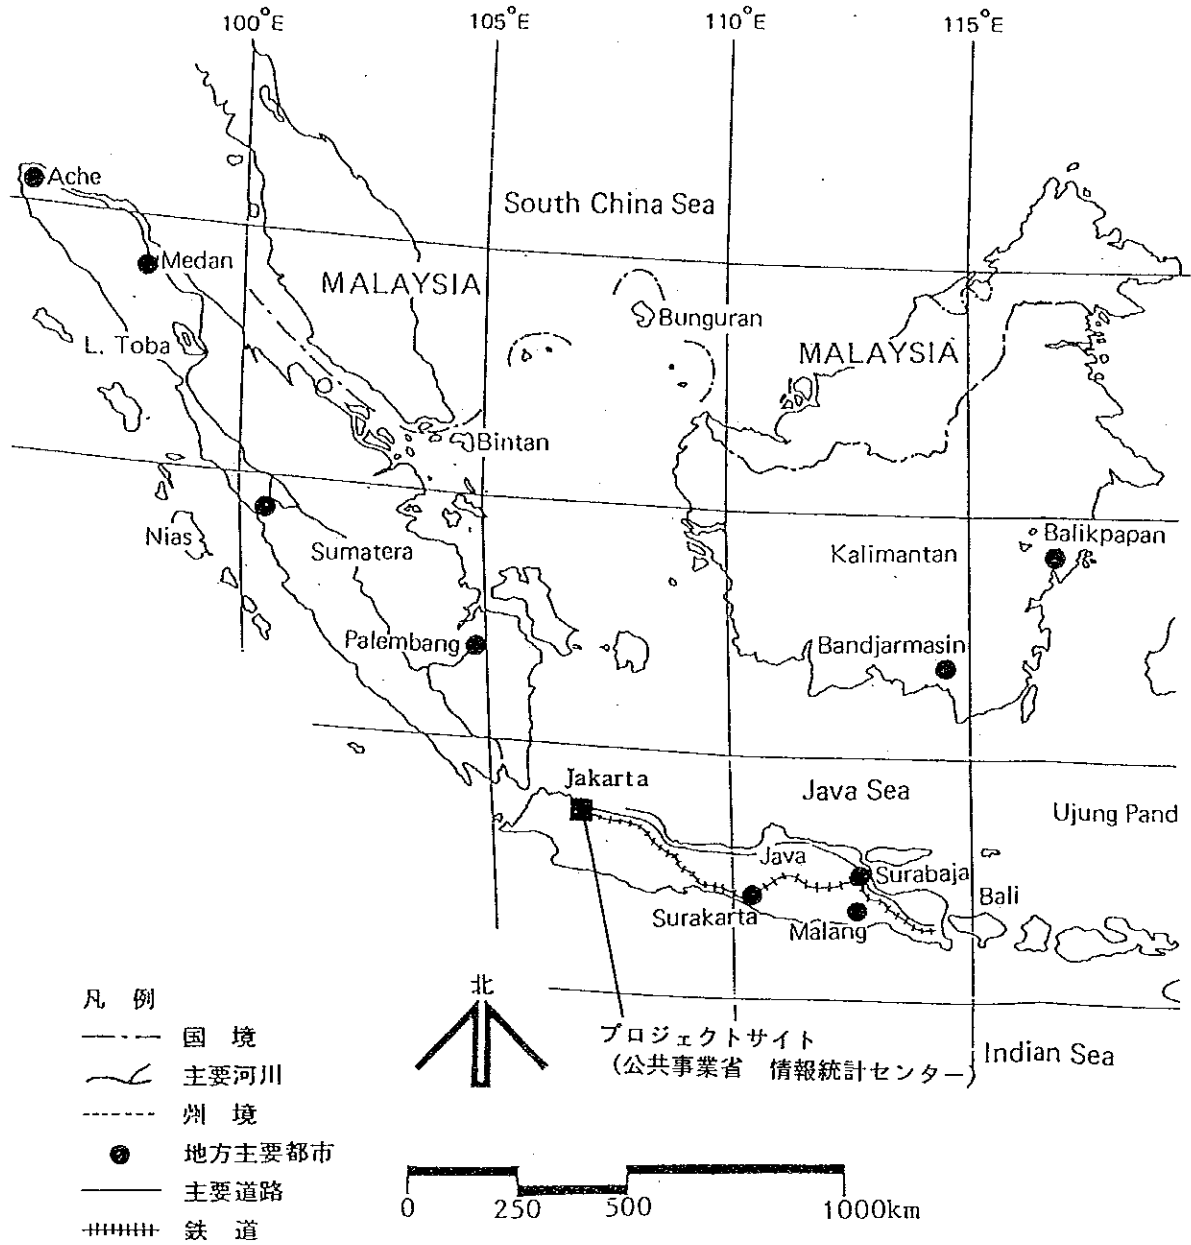 100°E
105°E
110°E
115°E
Ache
South China Sea
Medan
MALAYSIA
Bunguran
L. Toba
MALAYSIA
Bintan
Nias
Sumatera
Kalimantan
Balikpapan
Palembang
Bandjarmasin
Jakarta
Java Sea
Ujung Pand
Java
Surabaja
Surakarta
Malang
Bali
北
プロジェクトサイト
(公共事業省 情報統計センター)
Indian Sea
凡 例
国 境
主要河川
州 境
地方主要都市
主要道路
鉄 道
0 250 500 1000km